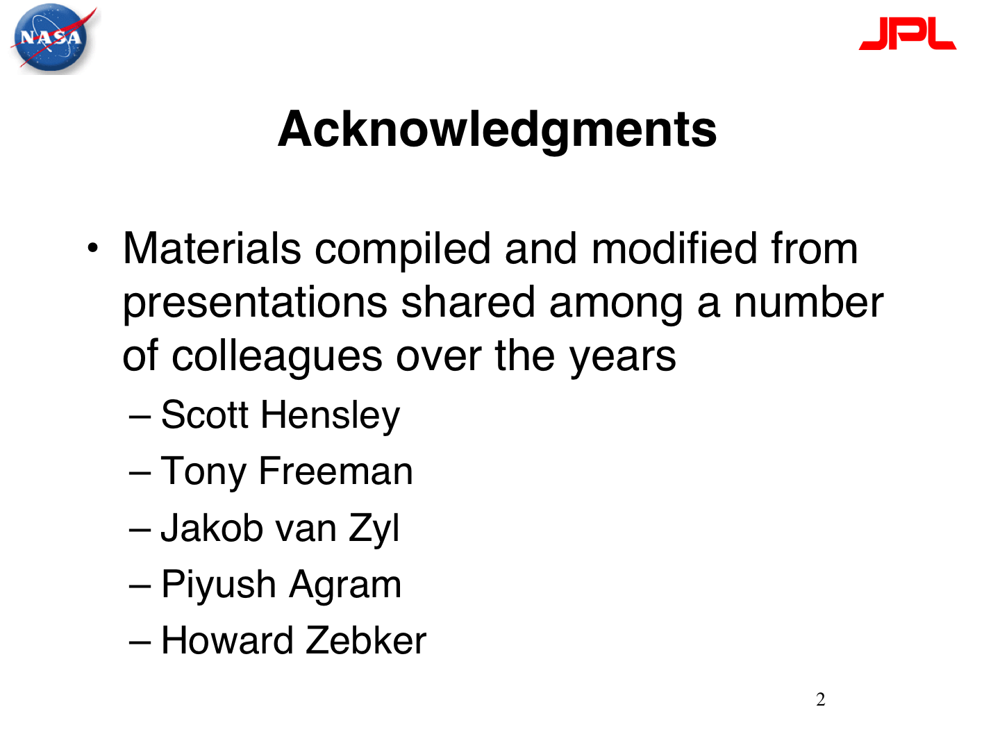 NASA
JPL
Acknowledgments
• Materials compiled and modified from
presentations shared among a number
of colleagues over the years
– Scott Hensley
– Tony Freeman
– Jakob van Zyl
– Piyush Agram
– Howard Zebker
2